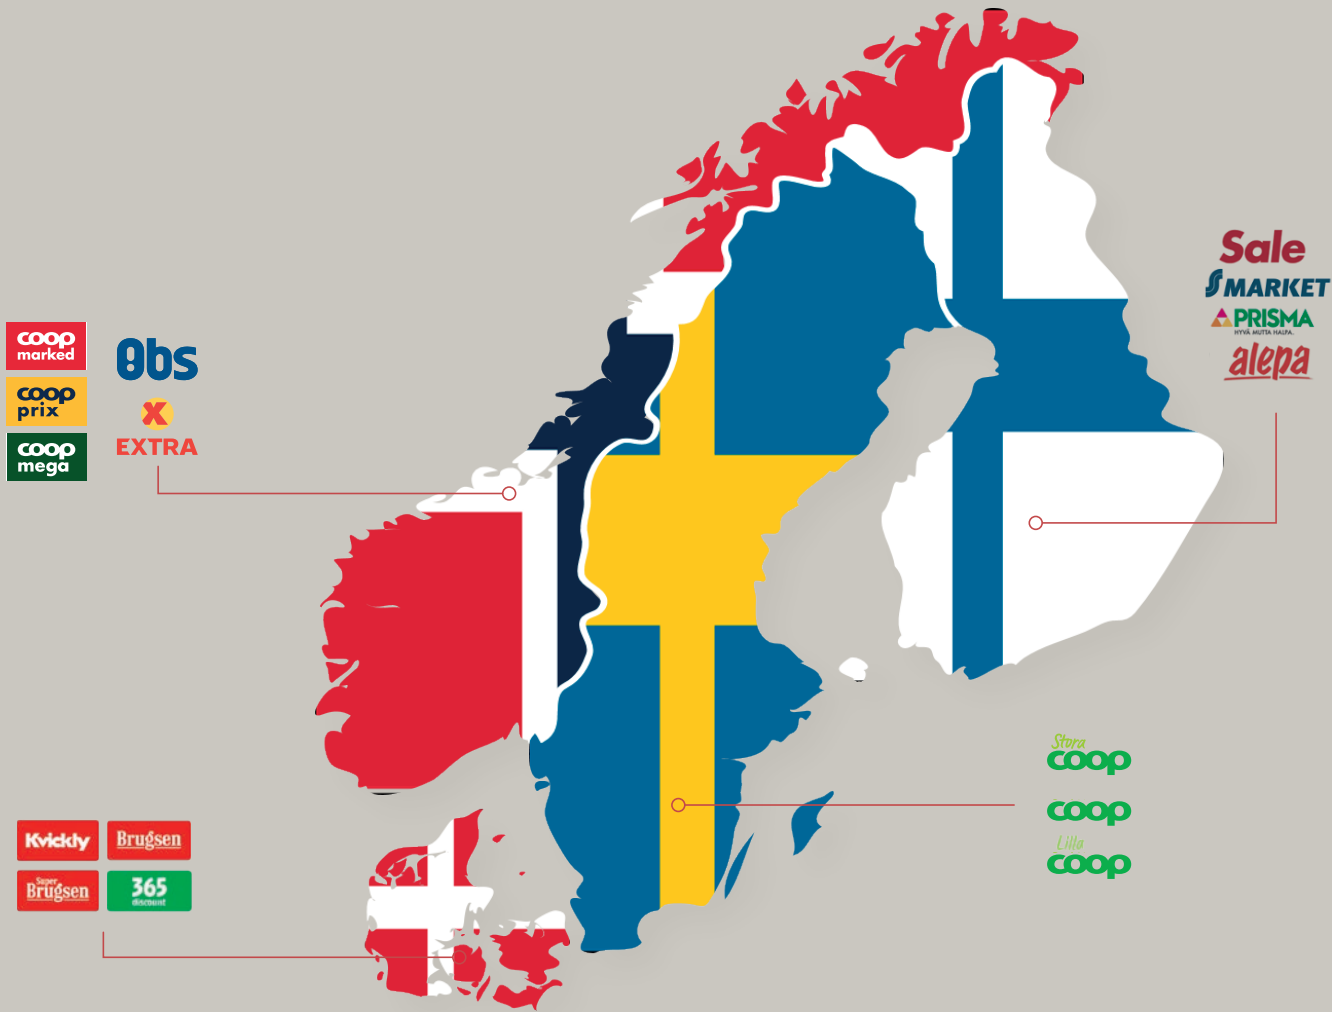 Sale
S MARKET
PRISMA
HYVÄ MUTTA HALPA.
alepa
coop
marked
coop
prix
coop
mega
Obs
X
EXTRA
Stora
coop
coop
Lilla
coop
Kvickly
Brugsen
Super
Brugsen
365
discount